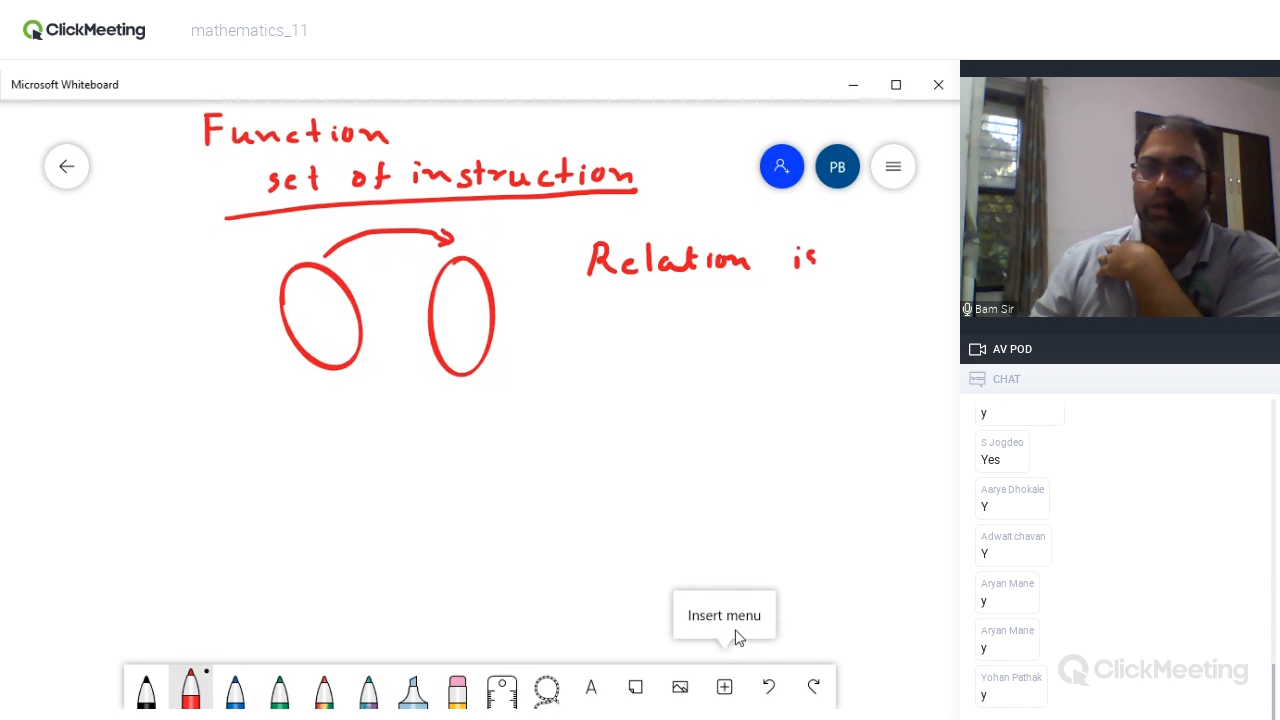 ClickMeeting mathematics_11
Microsoft Whiteboard
Function
set of instruction
PB
Relation is
Bam Sir
AV POD
CHAT
y
S Jogdeo
Yes
Aarya Dhokale
Y
Adwait chavan
Y
Aryan Mane
y
Aryan Mane
y
Yohan Pathak
y
Insert menu
A
ClickMeeting